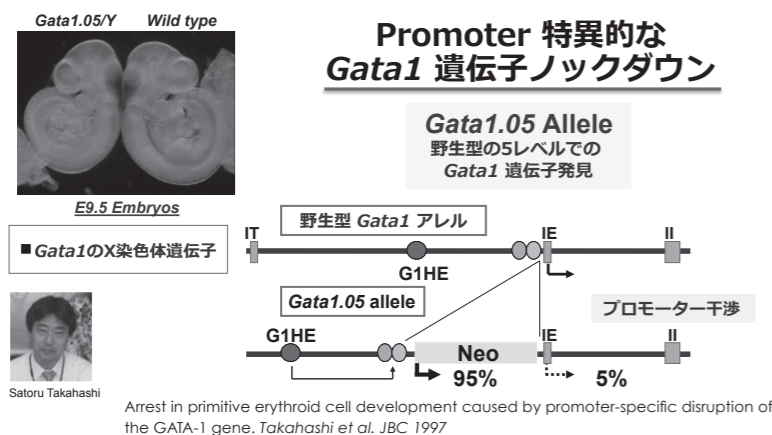 Gata1.05/Y Wild type
E9.5 Embryos
■Gata1のX染色体遺伝子
Satoru Takahashi
Promoter 特異的な
Gata1 遺伝子ノックダウン
Gata1.05 Allele
野生型の5レベルでの
Gata1 遺伝子発見
IT
野生型 Gata1 アレル
IE
II
G1HE
Gata1.05 allele
プロモーター干渉
G1HE
IE
II
Neo
95%
5%
Arrest in primitive erythroid cell development caused by promoter-specific disruption of
the GATA-1 gene. Takahashi et al. JBC 1997